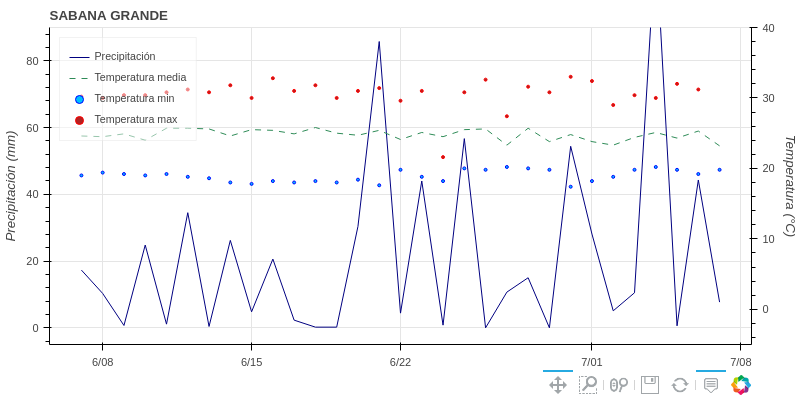 SABANA GRANDE
Precipitación
Temperatura media
Temperatura min
Temperatura max
Precipitación (mm)
80
60
40
20
0
Temperatura (°C)
40
30
20
10
0
6/08
6/15
6/22
7/01
7/08